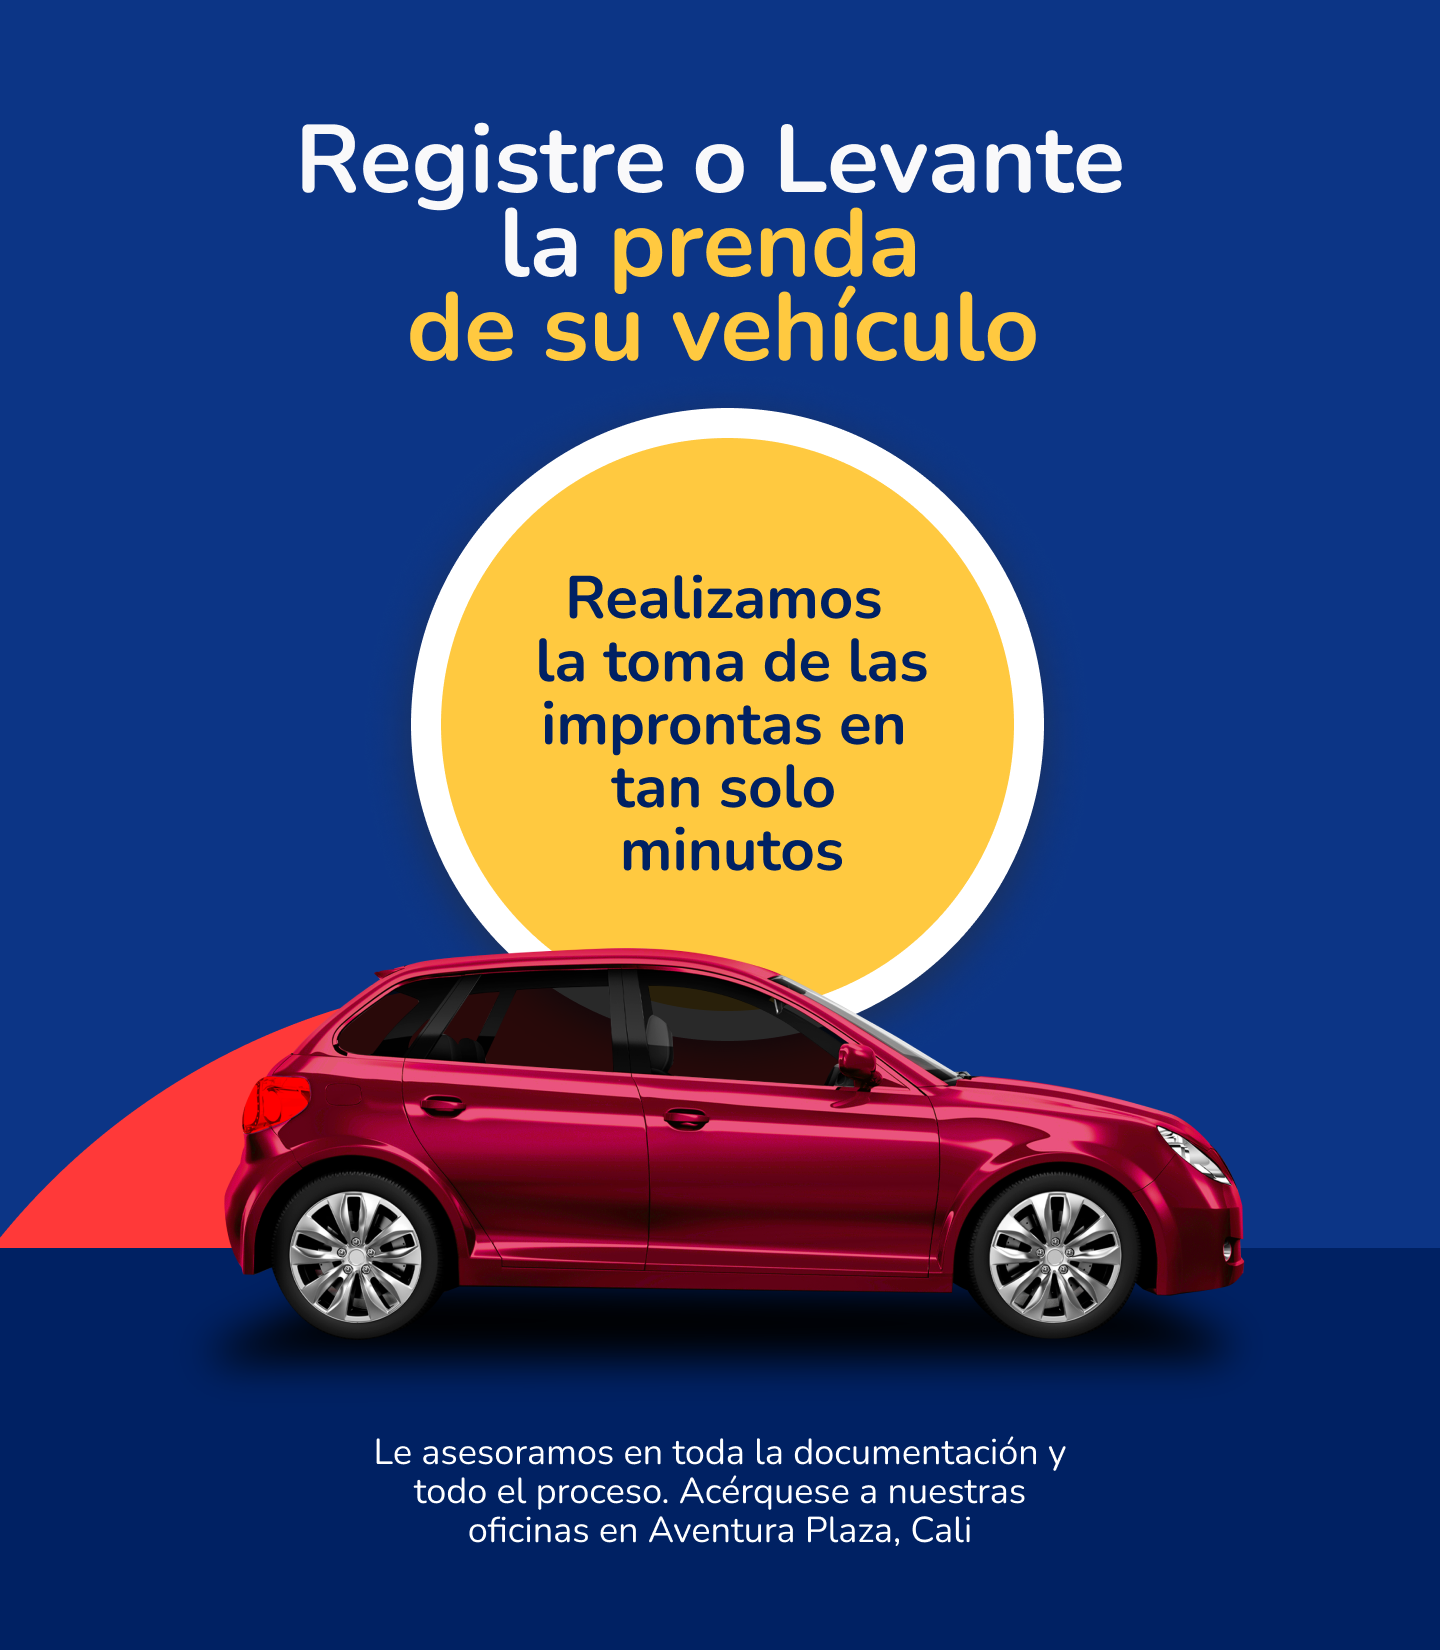 Registre o Levante
la prenda
de su vehículo
Realizamos
la toma de las
improntas en
tan solo
minutos
Le asesoramos en toda la documentación y
todo el proceso. Acérquese a nuestras
oficinas en Aventura Plaza, Cali